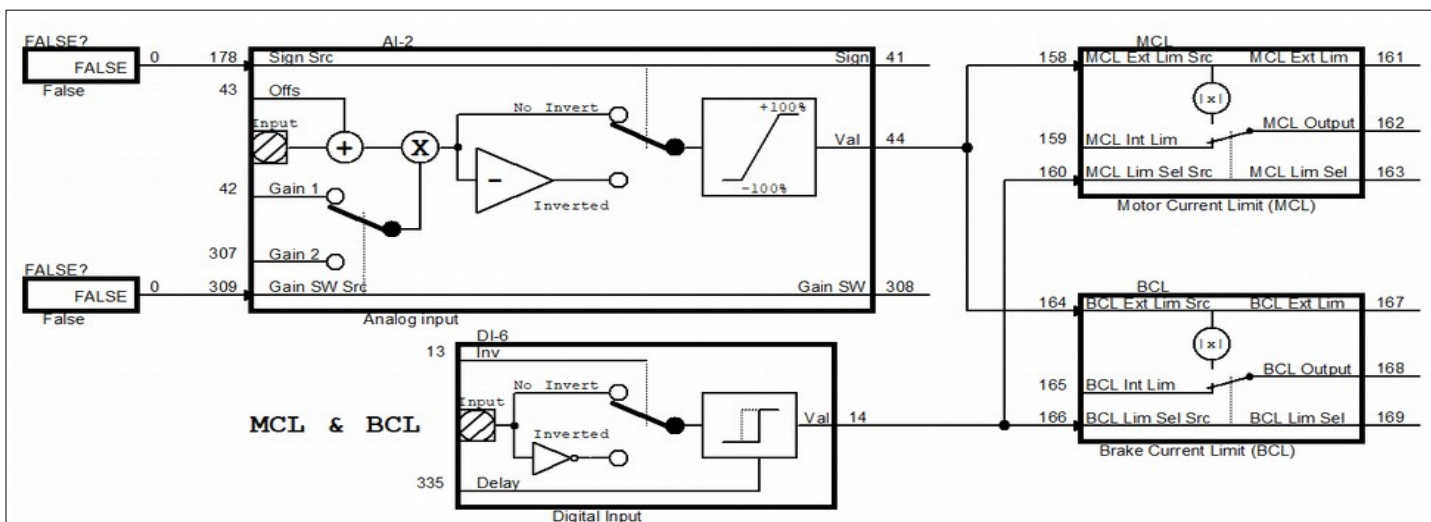 FALSE?
FALSE
False
0
178
AI-2
Sign Src
Sign
41
43
Offs
Input
+
X
No Invert
-
Inverted
+100%
-100%
Val
44
42
Gain 1
307
Gain 2
FALSE?
FALSE
False
0
309
Gain SW Src
Gain SW
308
Analog input
MCL & BCL
DI-6
13
Inv
No Invert
Input
Inverted
Val
14
335
Delay
Digital Input
MCL
158
MCL Ext Lim Src
MCL Ext Lim
161
|x|
MCL Output
162
159
MCL Int Lim
160
MCL Lim Sel Src
MCL Lim Sel
163
Motor Current Limit (MCL)
BCL
164
BCL Ext Lim Src
BCL Ext Lim
167
|x|
BCL Output
168
165
BCL Int Lim
166
BCL Lim Sel Src
BCL Lim Sel
169
Brake Current Limit (BCL)